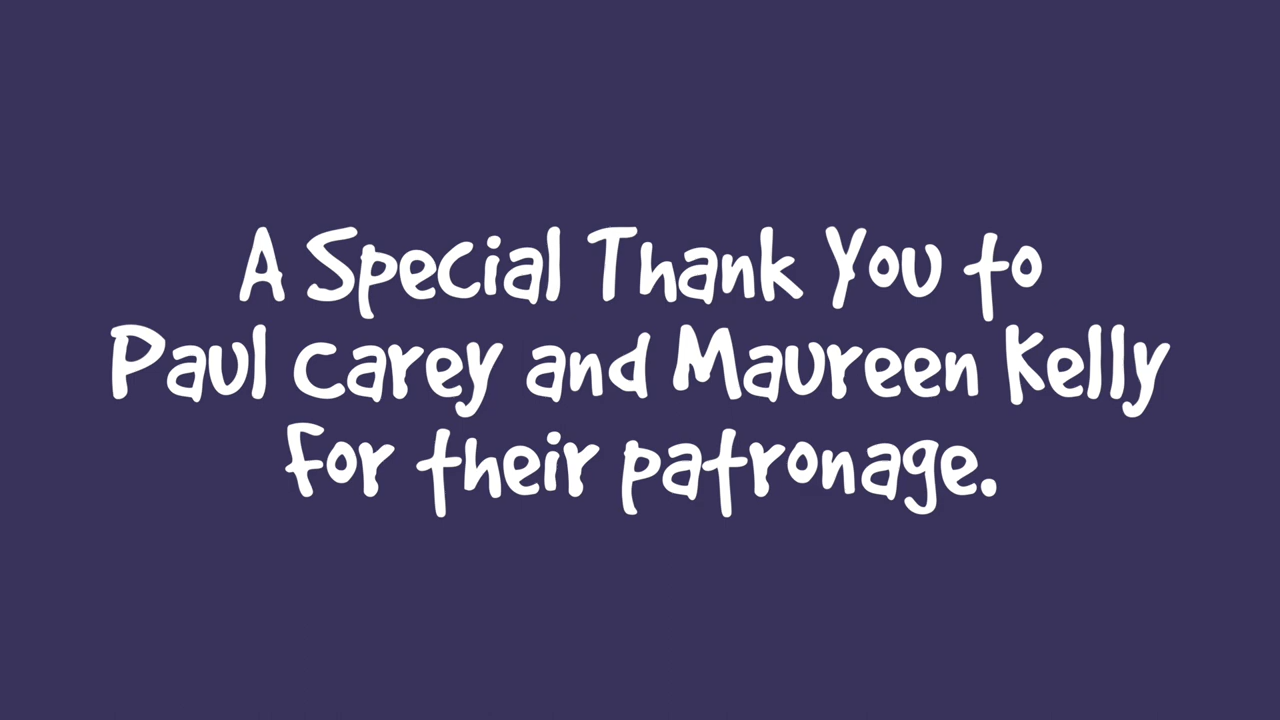 A Special Thank You to
Paul Carey and Maureen Kelly
For their patronage.